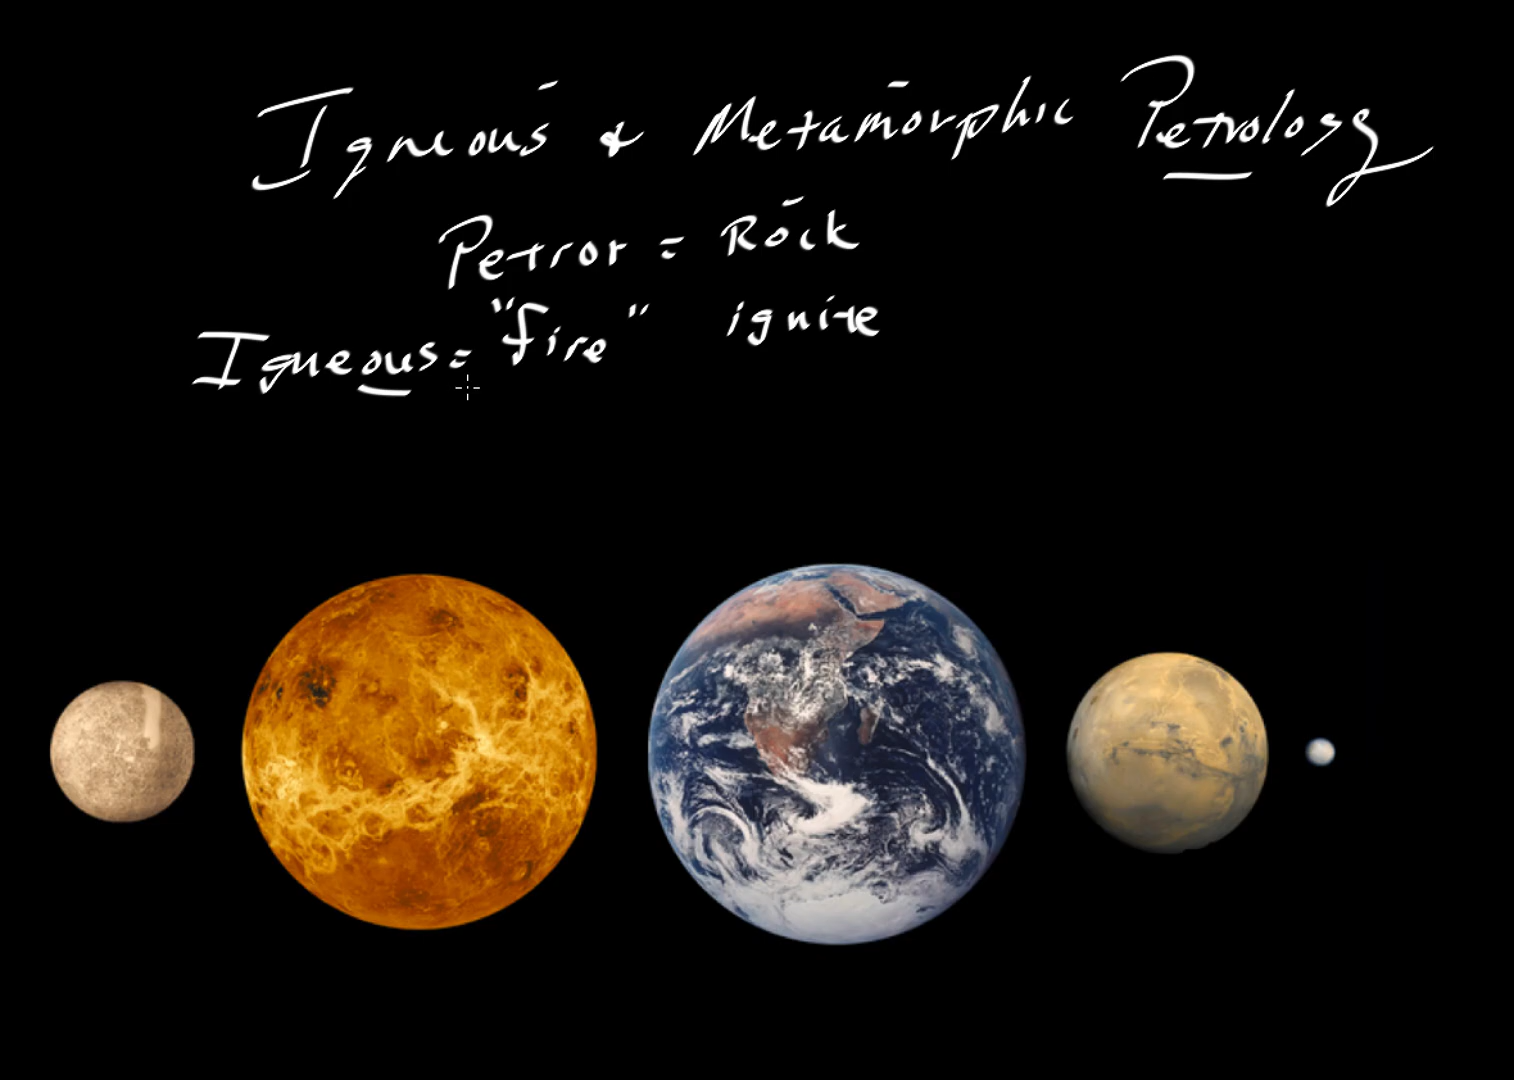 Igneous & Metamorphic Petrology
Petror = Rock
Igneous = "fire" ignite